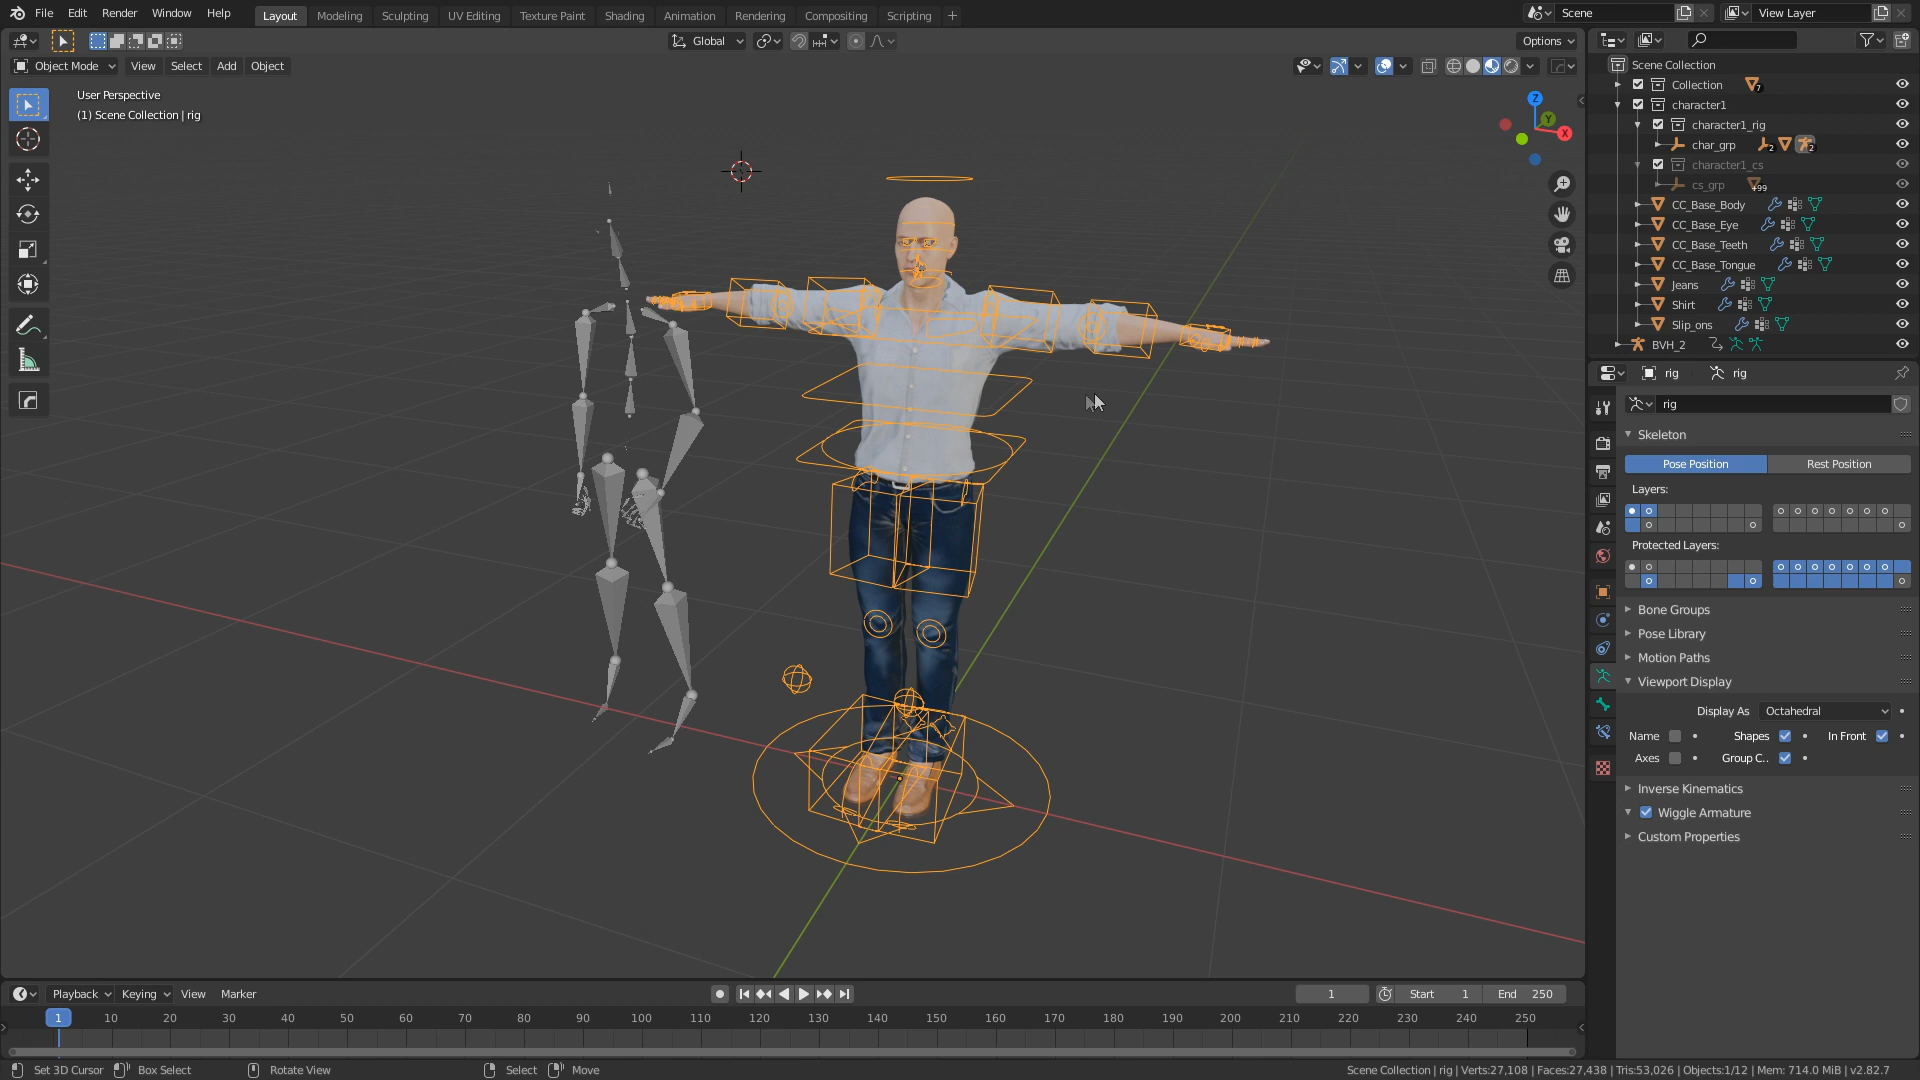 File Edit Render Window Help Layout Modeling Sculpting UV Editing Texture Paint Shading Animation Rendering Compositing Scripting + Scene View Layer
Global Options
Object Mode View Select Add Object
User Perspective
(1) Scene Collection | rig
Z
Y
X
Scene Collection
Collection 7
character1
character1_rig
char_grp 2 2
character1_cs
cs_grp +99
CC_Base_Body
CC_Base_Eye
CC_Base_Teeth
CC_Base_Tongue
Jeans
Shirt
Slip_ons
BVH_2
rig rig
rig
Skeleton
Pose Position Rest Position
Layers:
Protected Layers:
Bone Groups
Pose Library
Motion Paths
Viewport Display
Display As Octahedral
Name Shapes In Front
Axes Group C..
Inverse Kinematics
Wiggle Armature
Custom Properties
Playback Keying View Marker 1 Start 1 End 250
1 10 20 30 40 50 60 70 80 90 100 110 120 130 140 150 160 170 180 190 200 210 220 230 240 250
Set 3D Cursor Box Select Rotate View Select Move Scene Collection | rig | Verts:27,108 | Faces:27,438 | Tris:53,026 | Objects:1/12 | Mem: 714.0 MiB | v2.82.7